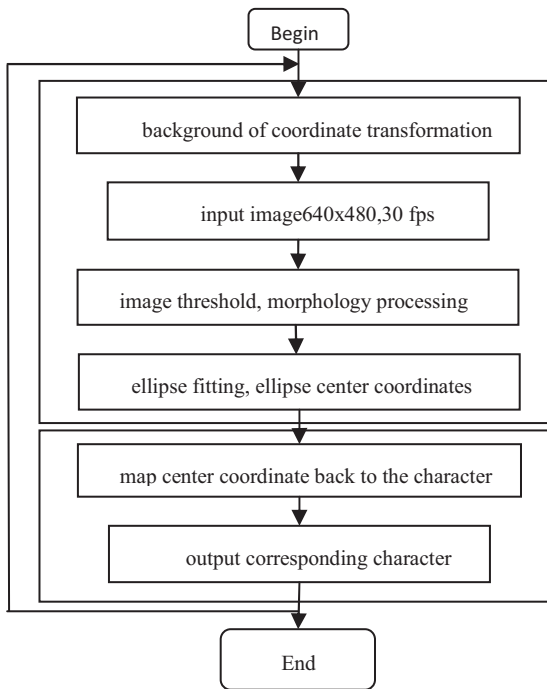 Begin
background of coordinate transformation
input image640x480,30 fps
image threshold, morphology processing
ellipse fitting, ellipse center coordinates
map center coordinate back to the character
output corresponding character
End